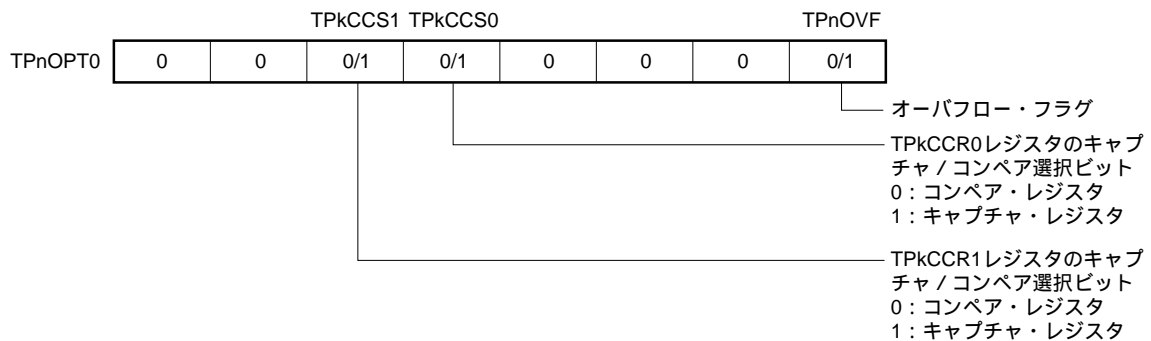 TPkCCS1 TPkCCS0 TPnOVF
TPnOPT0 0 0 0/1 0/1 0 0 0 0/1
オーバフロー・フラグ
TPkCCR0レジスタのキャプ
チャ／コンペア選択ビット
0：コンペア・レジスタ
1：キャプチャ・レジスタ
TPkCCR1レジスタのキャプ
チャ／コンペア選択ビット
0：コンペア・レジスタ
1：キャプチャ・レジスタ